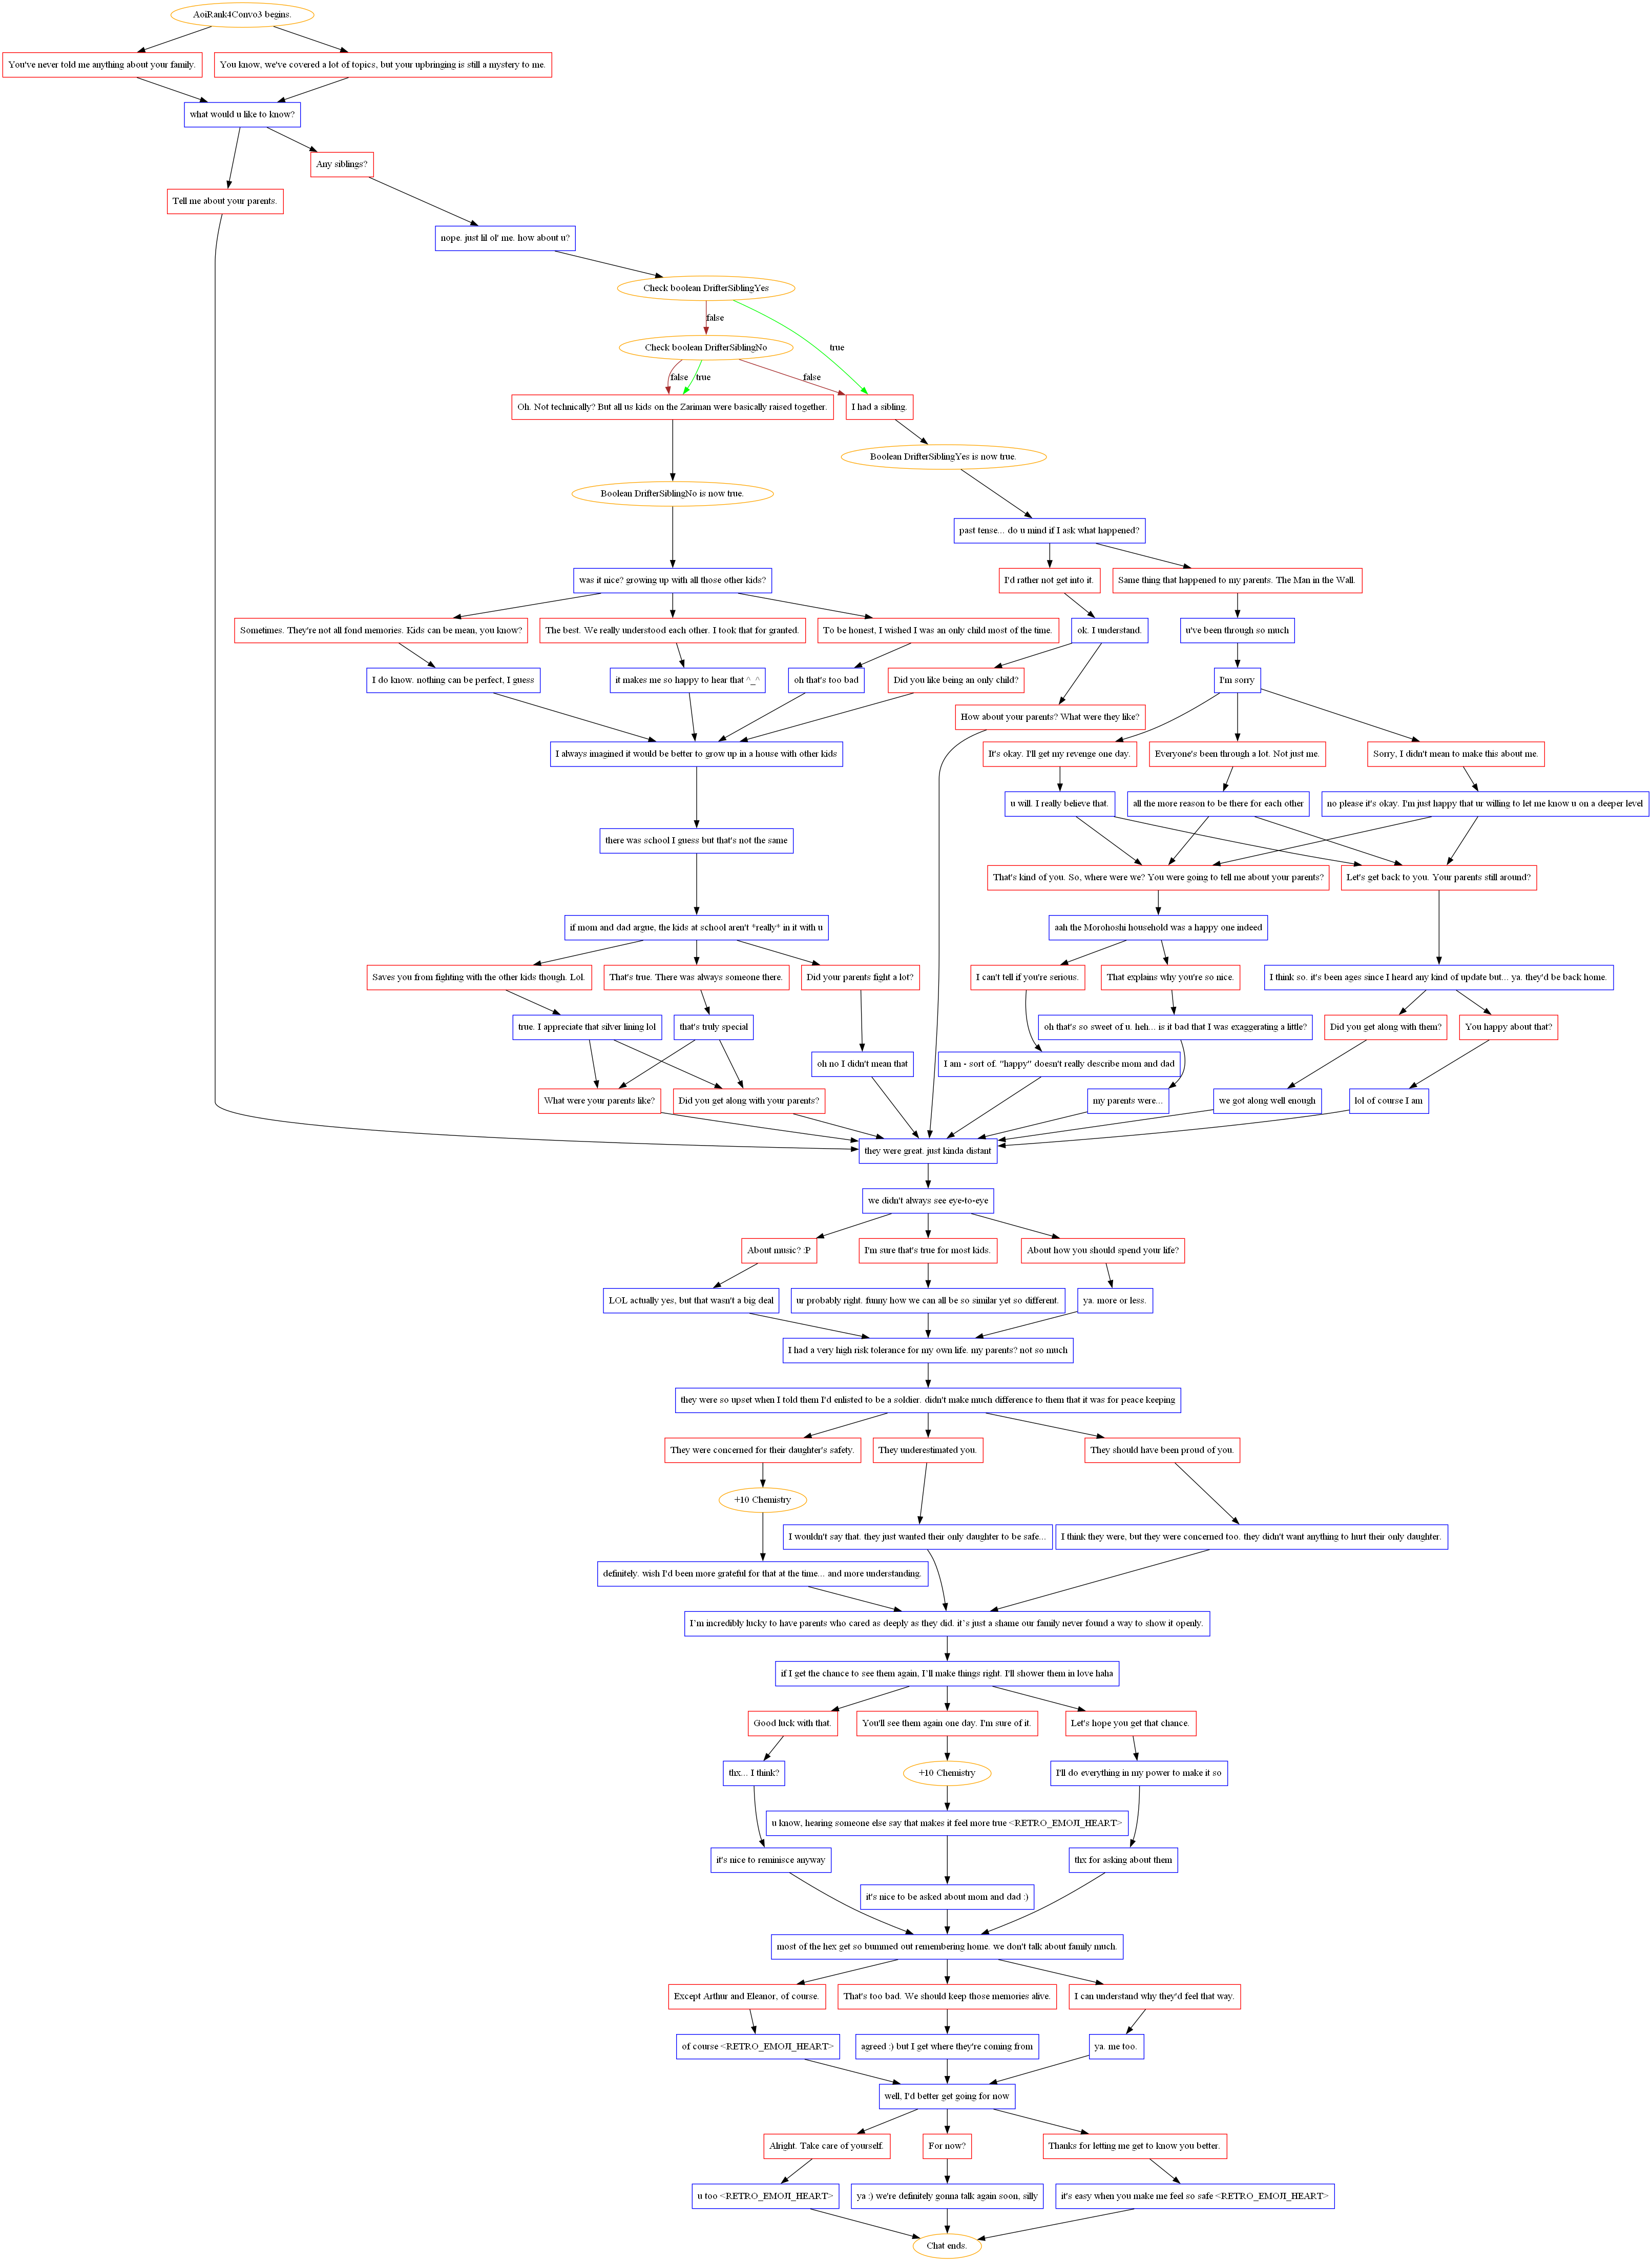 AoiRank4Convo3 begins.
You've never told me anything about your family.
You know, we've covered a lot of topics, but your upbringing is still a mystery to me.
what would u like to know?
Any siblings?
Tell me about your parents.
nope. just lil ol' me. how about u?
Check boolean DrifterSiblingYes
false
true
Check boolean DrifterSiblingNo
false
true
false
Oh. Not technically? But all us kids on the Zariman were basically raised together.
I had a sibling.
Boolean DrifterSiblingYes is now true.
Boolean DrifterSiblingNo is now true.
past tense... do u mind if I ask what happened?
was it nice? growing up with all those other kids?
I'd rather not get into it.
Same thing that happened to my parents. The Man in the Wall.
Sometimes. They're not all fond memories. Kids can be mean, you know?
The best. We really understood each other. I took that for granted.
To be honest, I wished I was an only child most of the time.
ok. I understand.
u've been through so much
I do know. nothing can be perfect, I guess
it makes me so happy to hear that ^_^
oh that's too bad
Did you like being an only child?
I'm sorry
How about your parents? What were they like?
I always imagined it would be better to grow up in a house with other kids
It's okay. I'll get my revenge one day.
Everyone's been through a lot. Not just me.
Sorry, I didn't mean to make this about me.
u will. I really believe that.
all the more reason to be there for each other
no please it's okay. I'm just happy that ur willing to let me know u on a deeper level
there was school I guess but that's not the same
That's kind of you. So, where were we? You were going to tell me about your parents?
Let's get back to you. Your parents still around?
if mom and dad argue, the kids at school aren't *really* in it with u
aah the Morohoshi household was a happy one indeed
Saves you from fighting with the other kids though. Lol.
That's true. There was always someone there.
Did your parents fight a lot?
I can't tell if you're serious.
That explains why you're so nice.
I think so. it's been ages since I heard any kind of update but... ya. they'd be back home.
true. I appreciate that silver lining lol
that's truly special
oh that's so sweet of u. heh... is it bad that I was exaggerating a little?
Did you get along with them?
You happy about that?
oh no I didn't mean that
I am - sort of. "happy" doesn't really describe mom and dad
What were your parents like?
Did you get along with your parents?
my parents were...
we got along well enough
lol of course I am
they were great. just kinda distant
we didn't always see eye-to-eye
About music? :P
I'm sure that's true for most kids.
About how you should spend your life?
LOL actually yes, but that wasn't a big deal
ur probably right. funny how we can all be so similar yet so different.
ya. more or less.
I had a very high risk tolerance for my own life. my parents? not so much
they were so upset when I told them I'd enlisted to be a soldier. didn't make much difference to them that it was for peace keeping
They were concerned for their daughter's safety.
They underestimated you.
They should have been proud of you.
+10 Chemistry
I wouldn't say that. they just wanted their only daughter to be safe...
I think they were, but they were concerned too. they didn't want anything to hurt their only daughter.
definitely. wish I'd been more grateful for that at the time... and more understanding.
I'm incredibly lucky to have parents who cared as deeply as they did. it's just a shame our family never found a way to show it openly.
if I get the chance to see them again, I'll make things right. I'll shower them in love haha
Good luck with that.
You'll see them again one day. I'm sure of it.
Let's hope you get that chance.
thx... I think?
+10 Chemistry
I'll do everything in my power to make it so
u know, hearing someone else say that makes it feel more true <RETRO_EMOJI_HEART>
it's nice to reminisce anyway
thx for asking about them
it's nice to be asked about mom and dad :)
most of the hex get so bummed out remembering home. we don't talk about family much.
Except Arthur and Eleanor, of course.
That's too bad. We should keep those memories alive.
I can understand why they'd feel that way.
of course <RETRO_EMOJI_HEART>
agreed :) but I get where they're coming from
ya. me too.
well, I'd better get going for now
Alright. Take care of yourself.
For now?
Thanks for letting me get to know you better.
u too <RETRO_EMOJI_HEART>
ya :) we're definitely gonna talk again soon, silly
it's easy when you make me feel so safe <RETRO_EMOJI_HEART>
Chat ends.